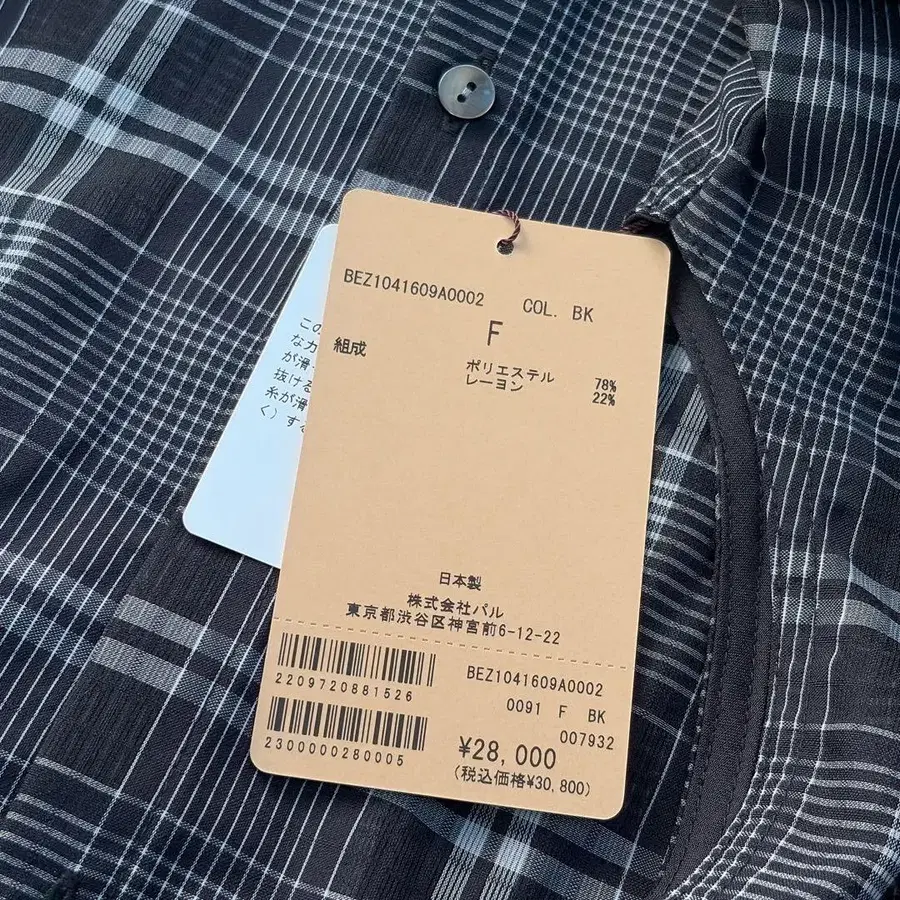 BEZ1041609A0002 COL. BK
F
組成
ポリエステル 78%
レーヨン 22%
この
な力
が滑
抜ける
糸が滑
く）する
日本製
株式会社パル
東京都渋谷区神宮前6-12-22
2209720881526
BEZ1041609A0002
0091 F BK
007932
2300000280005
¥28,000
(税込価格¥30,800)